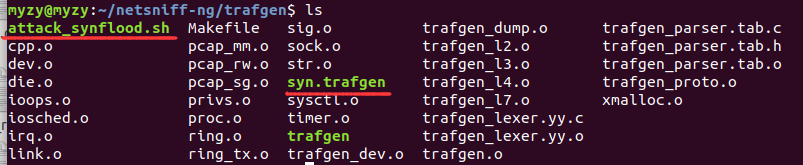 myzy@myzy:~/netsniff-ng/trafgen$ ls
attack_synflood.sh Makefile sig.o trafgen_dump.o trafgen_parser.tab.c
cpp.o pcap_mm.o sock.o trafgen_l2.o trafgen_parser.tab.h
dev.o pcap_rw.o str.o trafgen_l3.o trafgen_parser.tab.o
die.o pcap_sg.o syn.trafgen trafgen_l4.o trafgen_proto.o
ioops.o privs.o sysctl.o trafgen_l7.o xmalloc.o
iosched.o proc.o timer.o trafgen_lexer.yy.c
irq.o ring.o trafgen trafgen_lexer.yy.o
link.o ring_tx.o trafgen_dev.o trafgen.o